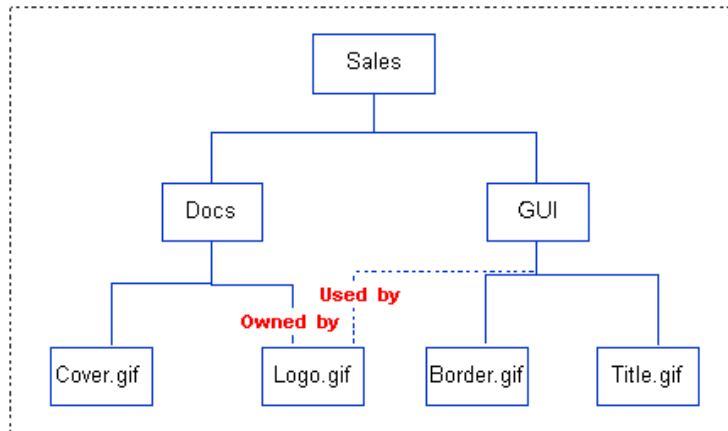 Sales
Docs
GUI
Used by
Owned by
Cover.gif
Logo.gif
Border.gif
Title.gif